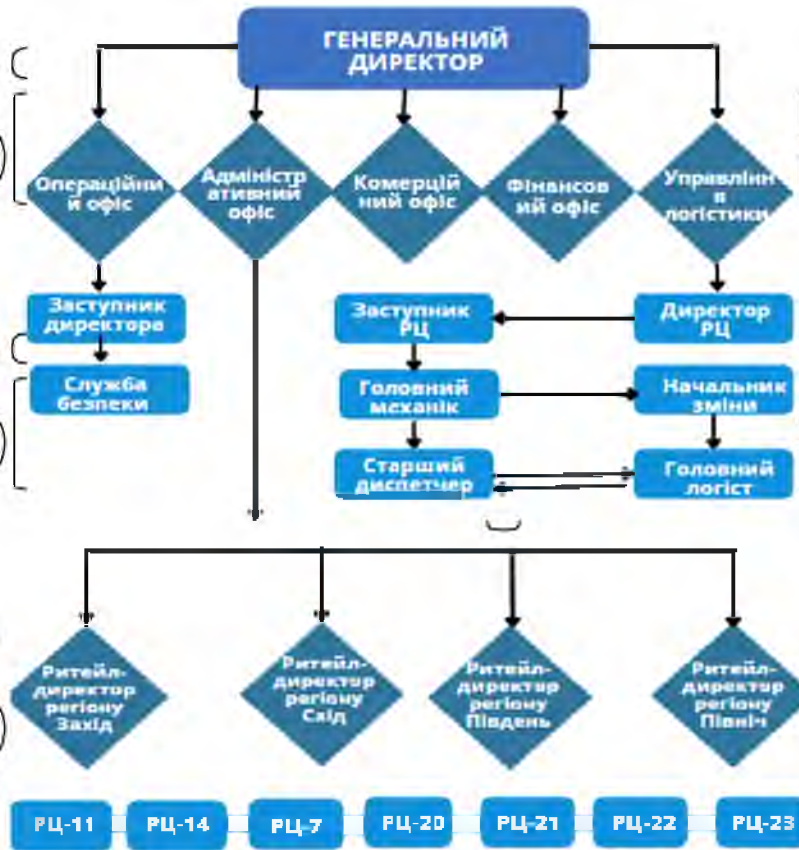 ГЕНЕРАЛЬНИЙ
ДИРЕКТОР
Операційни
й офіс
Адміністр
ативний
офіс
Комерцій
ний офіс
Фінансов
ий офіс
Управлінн
я
логістики
Заступник
директора
Заступник
РЦ
Директор
РЦ
Служба
безпеки
Головний
механік
Начальник
зміни
Старший
диспетчер
Головний
логіст
Ритейл-
директор
регіону
Захід
Ритейл-
директор
регіону
Схід
Ритейл-
директор
регіону
Південь
Ритейл-
директор
регіону
Північ
РЦ-11
РЦ-14
РЦ-7
РЦ-20
РЦ-21
РЦ-22
РЦ-23